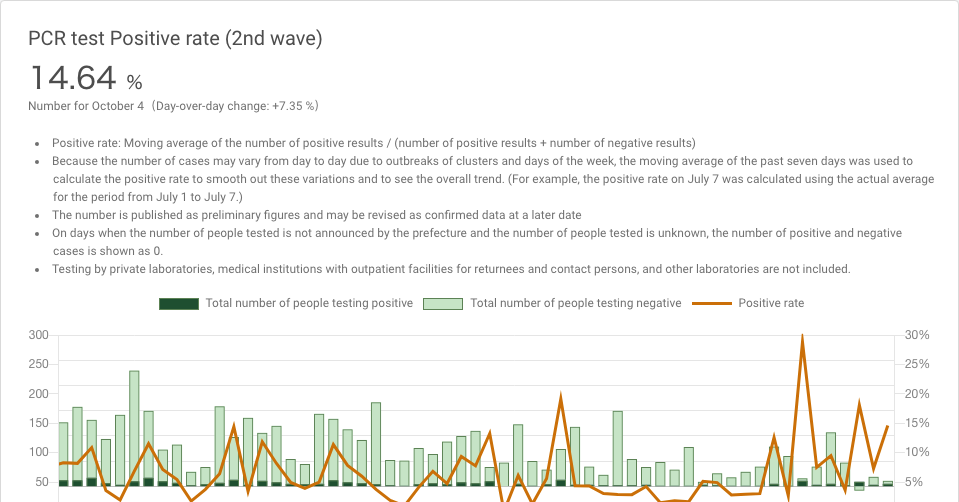 PCR test Positive rate (2nd wave)
14.64 %
Number for October 4 (Day-over-day change: +7.35 %)
• Positive rate: Moving average of the number of positive results / (number of positive results + number of negative results)
• Because the number of cases may vary from day to day due to outbreaks of clusters and days of the week, the moving average of the past seven days was used to
calculate the positive rate to smooth out these variations and to see the overall trend. (For example, the positive rate on July 7 was calculated using the actual average
for the period from July 1 to July 7.)
• The number is published as preliminary figures and may be revised as confirmed data at a later date
• On days when the number of people tested is not announced by the prefecture and the number of people tested is unknown, the number of positive and negative
cases is shown as 0.
• Testing by private laboratories, medical institutions with outpatient facilities for returnees and contact persons, and other laboratories are not included.
Total number of people testing positive Total number of people testing negative Positive rate
300 30%
250 25%
200 20%
150 15%
100 10%
50 5%